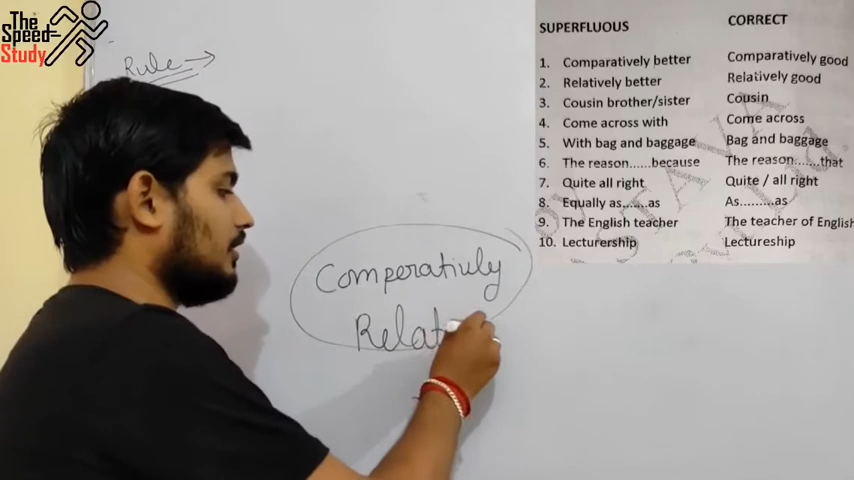 The
Speed-
Study
Rule →
Comperatively
Relat
SUPERFLUOUS CORRECT
1. Comparatively better Comparatively good
2. Relatively better Relatively good
3. Cousin brother/sister Cousin
4. Come across with Come across
5. With bag and baggage Bag and baggage
6. The reason......because The reason.......that
7. Quite all right Quite / all right
8. Equally as.......as As.........as
9. The English teacher The teacher of English
10. Lecturership Lectureship